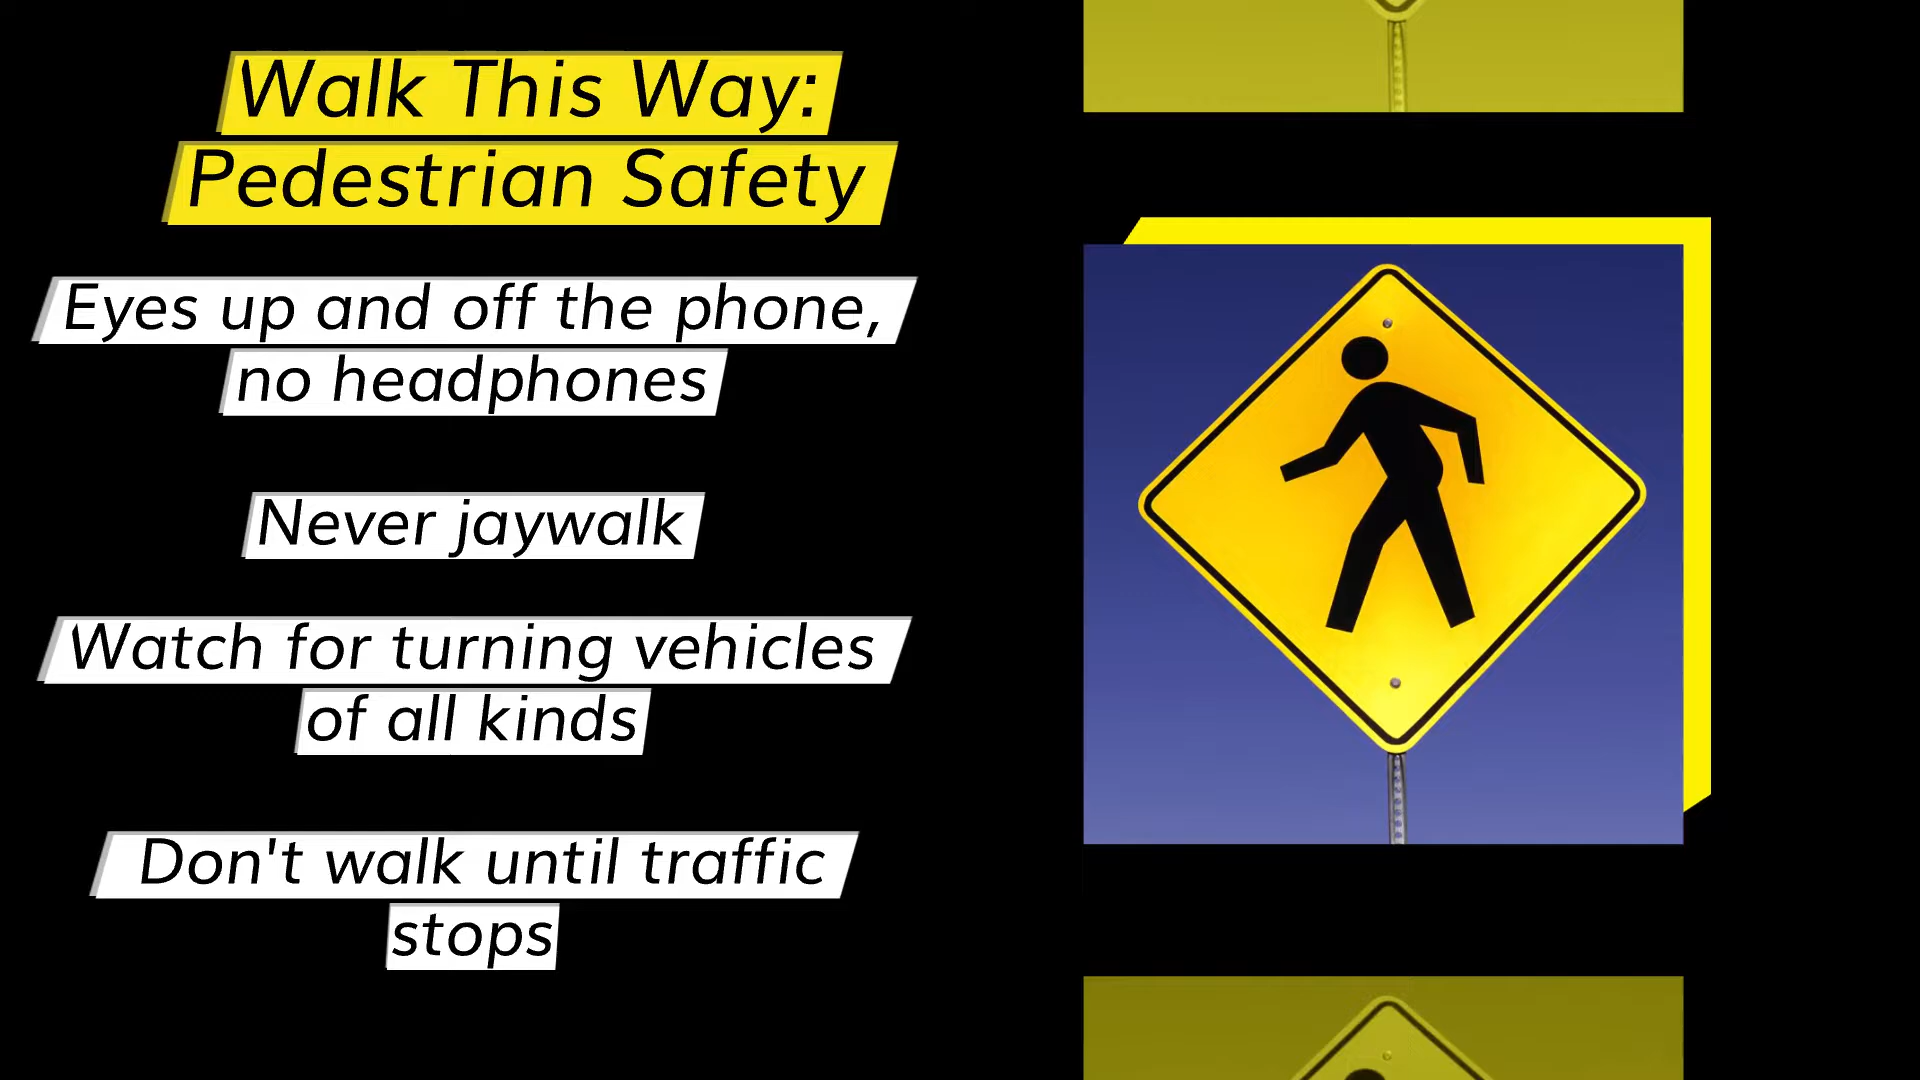 Walk This Way:
Pedestrian Safety
Eyes up and off the phone,
no headphones
Never jaywalk
Watch for turning vehicles
of all kinds
Don't walk until traffic
stops